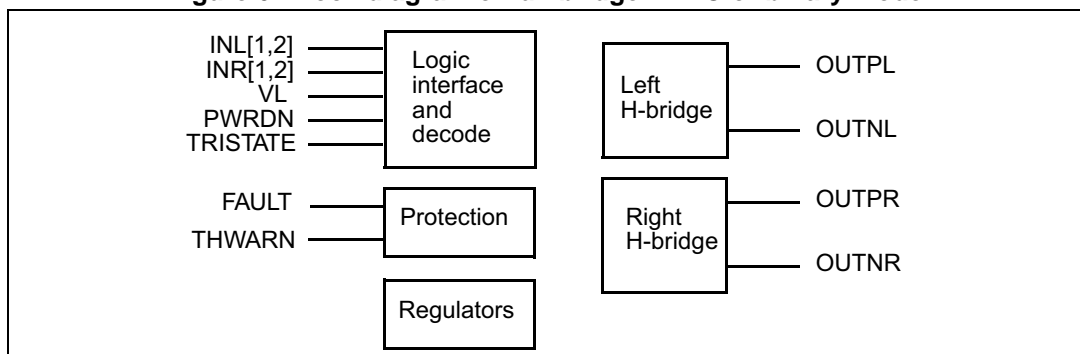 INL[1,2]
INR[1,2]
VL
PWRDN
TRISTATE
Logic
interface
and
decode
FAULT
THWARN
Protection
Regulators
Left
H-bridge
OUTPL
OUTNL
Right
H-bridge
OUTPR
OUTNR